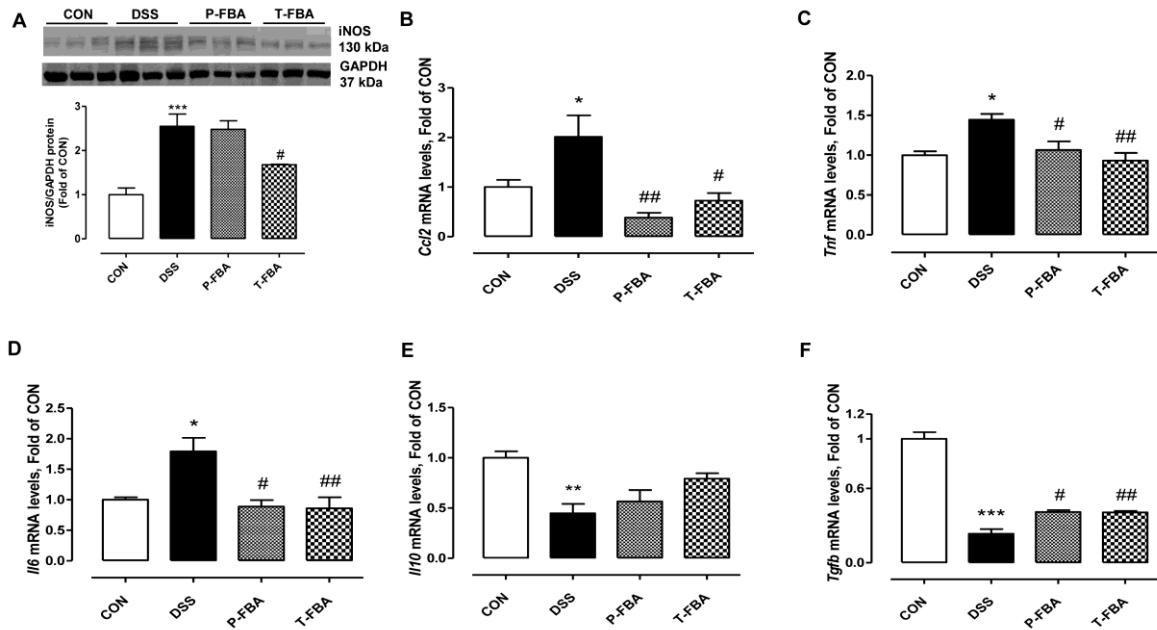 A
CON DSS P-FBA T-FBA
iNOS
130 kDa
GAPDH
37 kDa
iNOS/GAPDH protein
(Fold of CON)
3
2
1
0
***
#
CON DSS P-FBA T-FBA
B
Ccl2 mRNA levels, Fold of CON
3
2
1
0
*
##
#
CON DSS P-FBA T-FBA
C
Tnf mRNA levels, Fold of CON
2.0
1.5
1.0
0.5
0.0
*
#
##
CON DSS P-FBA T-FBA
D
Il6 mRNA levels, Fold of CON
2.5
2.0
1.5
1.0
0.5
0.0
*
#
##
CON DSS P-FBA T-FBA
E
Il10 mRNA levels, Fold of CON
1.5
1.0
0.5
0.0
**
CON DSS P-FBA T-FBA
F
Tgfb mRNA levels, Fold of CON
1.2
1
0.6
0.0
***
#
##
CON DSS P-FBA T-FBA